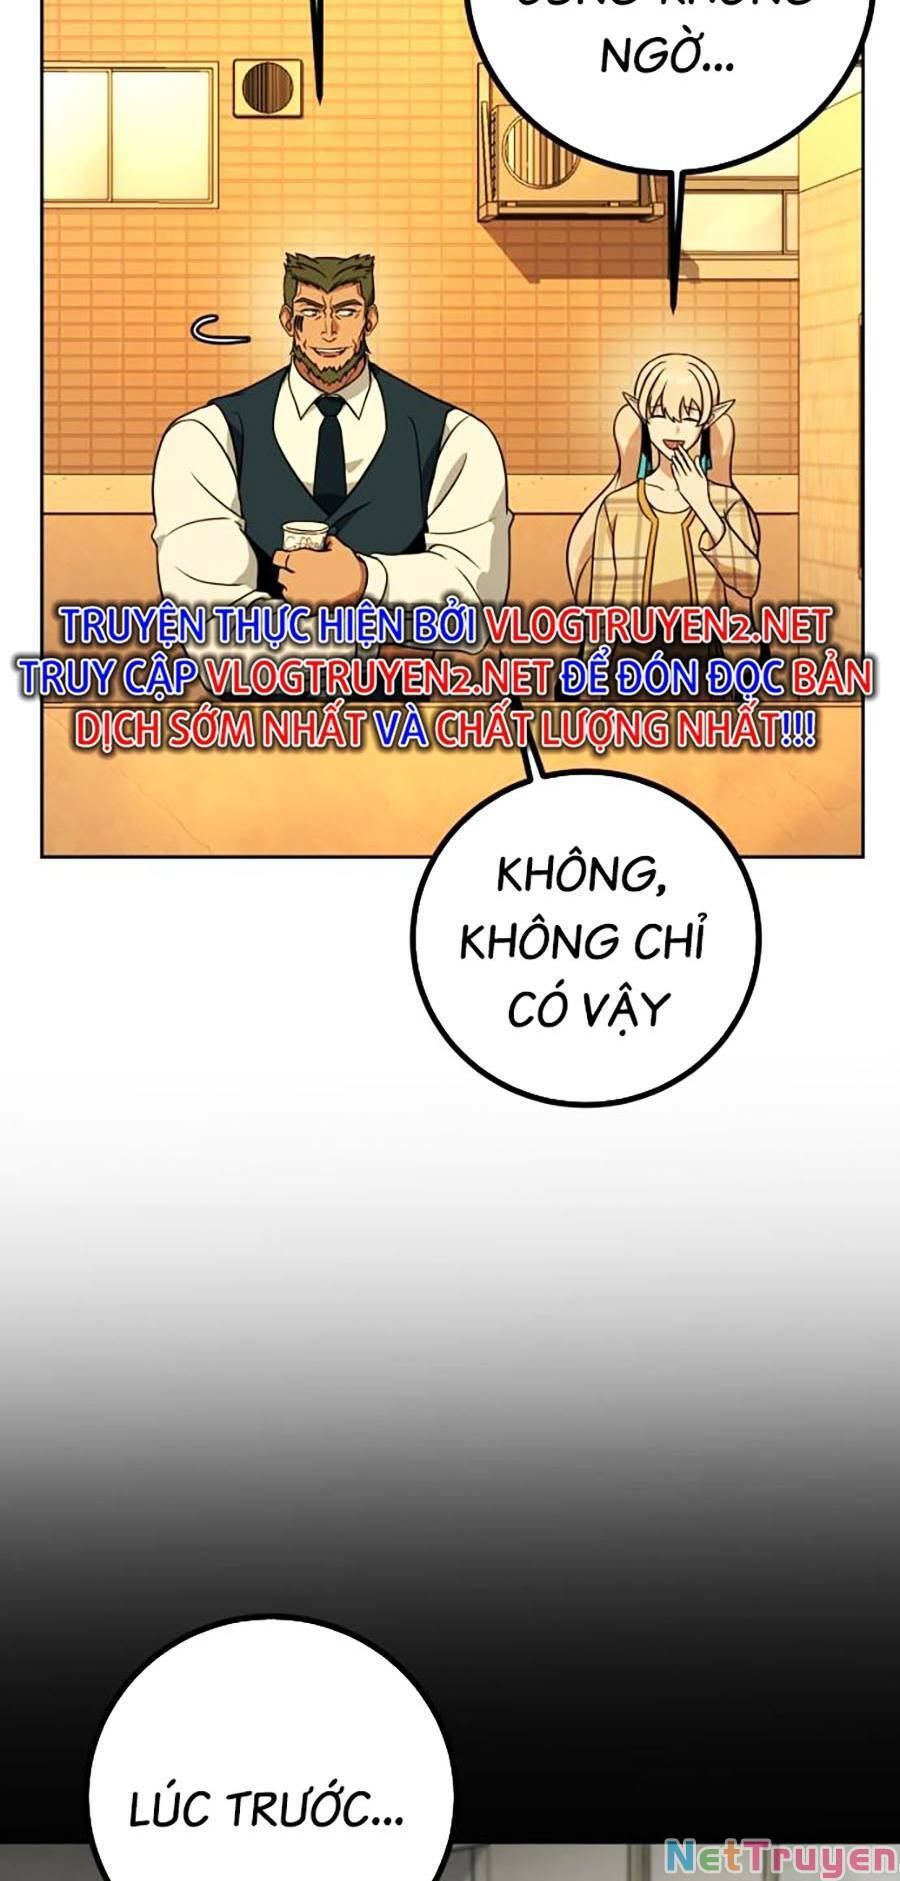 NGỜ...
TRUYỆN THỰC HIỆN BỞI VLOGTRUYEN2.NET
TRUY CẬP VLOGTRUYEN2.NET ĐỂ ĐÓN ĐỌC BẢN
DỊCH SỚM NHẤT VÀ CHẤT LƯỢNG NHẤT!!!
KHÔNG,
KHÔNG CHỈ
CÓ VẬY
LÚC TRƯỚC...
NetTruyen